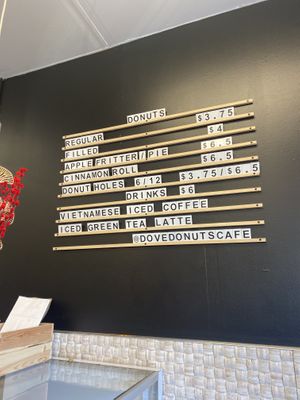 DONUTS
REGULAR $3.75
FILLED $4
APPLE FRITTER/PIE $6.5
CINNAMON ROLL $6.5
DONUT HOLES 6/12 $3.75/$6.5
DRINKS $6
VIETNAMESE ICED COFFEE
ICED GREEN TEA LATTE
@DOVEDONUTSCAFE